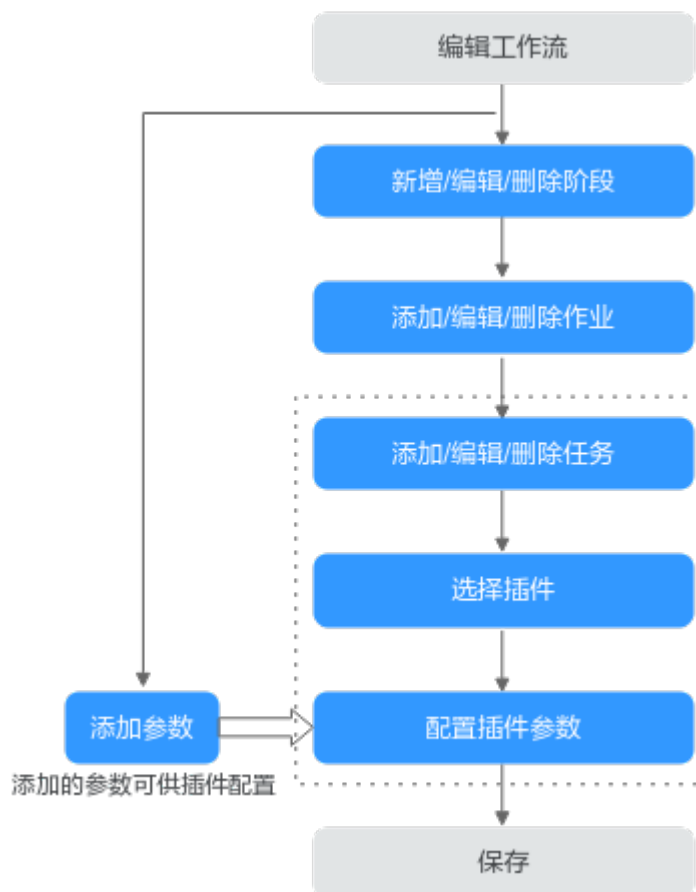 编辑工作流
新增/编辑/删除阶段
添加/编辑/删除作业
添加/编辑/删除任务
选择插件
添加参数
配置插件参数
添加的参数可供插件配置
保存